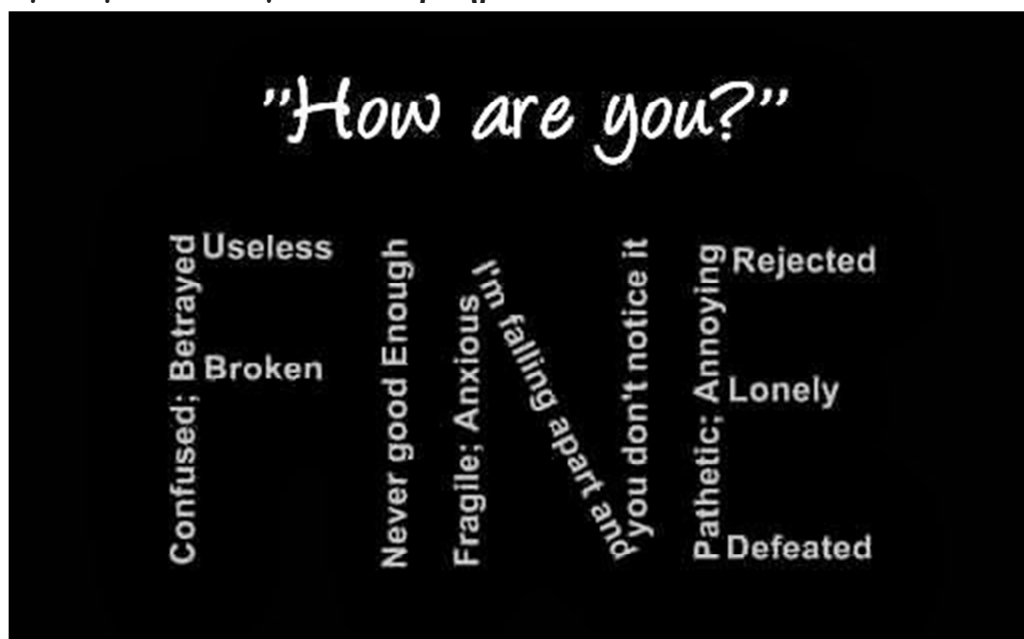 "How are you?"
Confused; Betrayed
Useless
Broken
Never good Enough
Fragile; Anxious
I'm falling apart and
you don't notice it
Pathetic; Annoying
Rejected
Lonely
Defeated